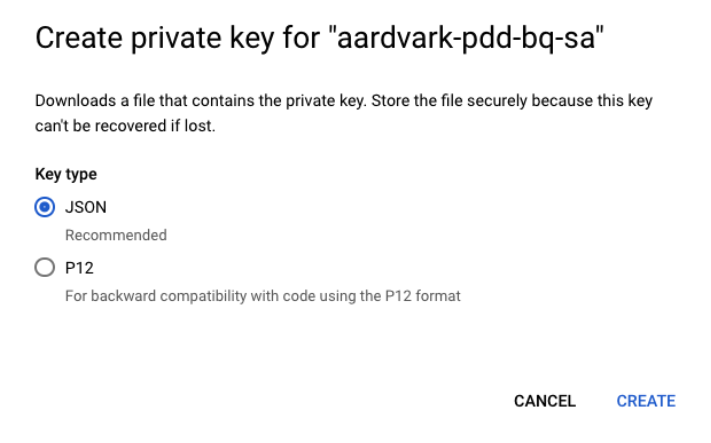 Create private key for "aardvark-pdd-bq-sa"
Downloads a file that contains the private key. Store the file securely because this key
can't be recovered if lost.
Key type
JSON
Recommended
P12
For backward compatibility with code using the P12 format
CANCEL CREATE